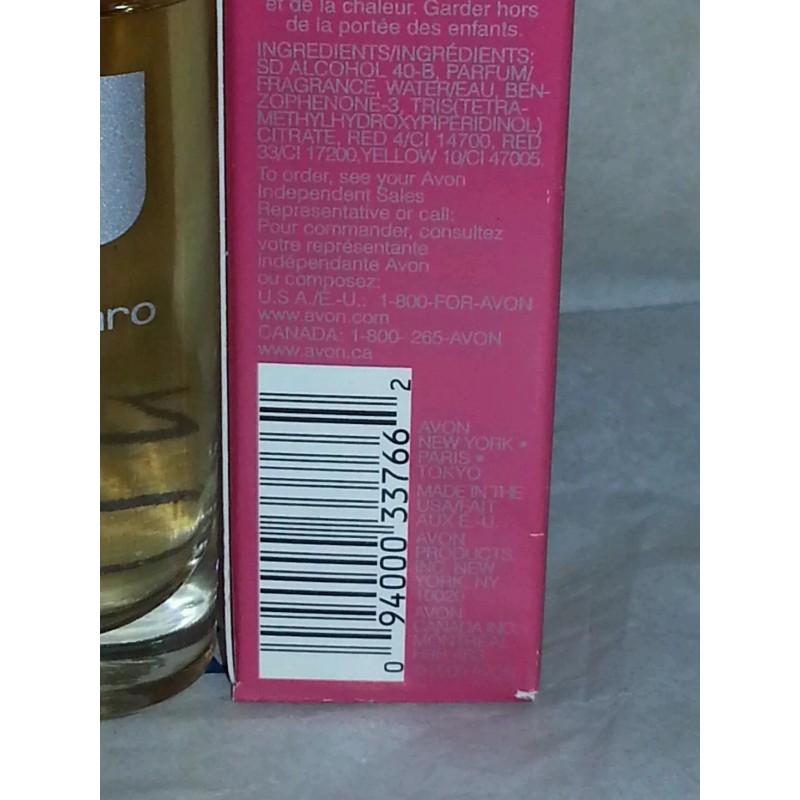 et de la chaleur. Garder hors
de la portée des enfants.
INGREDIENTS/INGRÉDIENTS:
SD ALCOHOL 40-B, PARFUM/
FRAGRANCE, WATER/EAU, BEN-
ZOPHENONE-3, TRIS(TETRA-
METHYLHYDROXYPIPERIDINOL)
CITRATE, RED 4/CI 14700, RED
33/CI 17200,YELLOW 10/CI 47005.
To order, see your Avon
Independent Sales
Representative or call:
Pour commander, consultez
votre représentante
indépendante Avon
ou composez:
U.S A./E.-U.: 1-800-FOR-AVON
www.avon.com
CANADA: 1-800- 265-AVON
www.avon.ca
0 94000 33766 2
AVON
NEW YORK •
PARIS •
TOKYO
MADE IN THE
USA/FAIT
AUX É.-U.
AVON
PRODUCTS,
INC. NEW
YORK, NY
10020
AVON
CANADA INC.
MONTREAL
aro